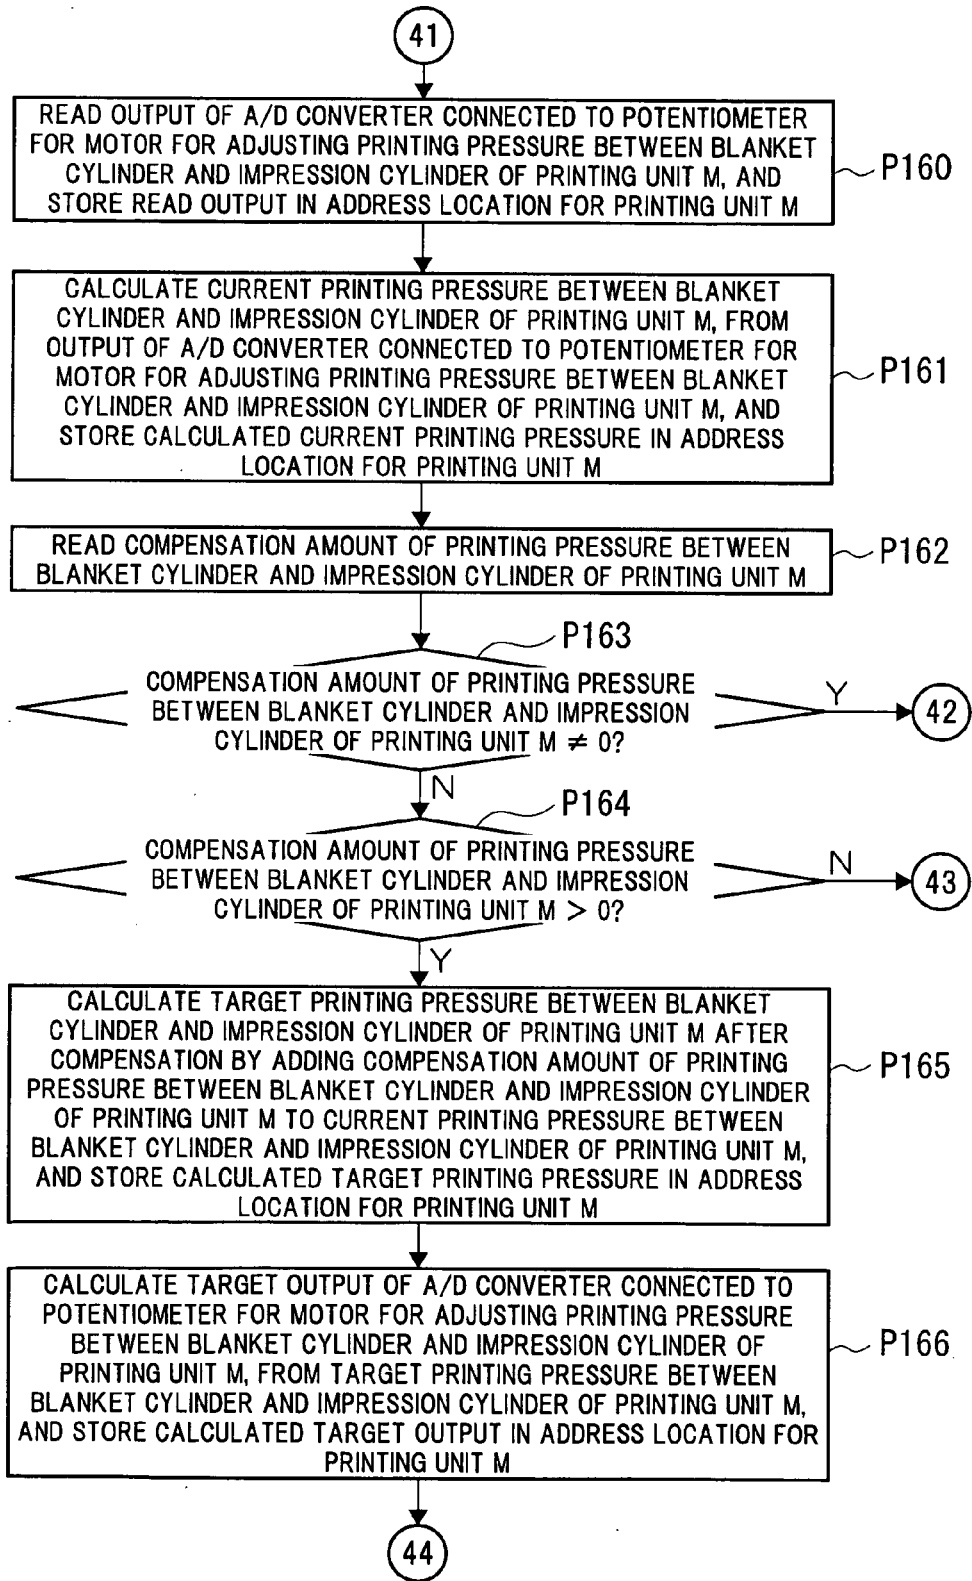 41
READ OUTPUT OF A/D CONVERTER CONNECTED TO POTENTIOMETER
FOR MOTOR FOR ADJUSTING PRINTING PRESSURE BETWEEN BLANKET
CYLINDER AND IMPRESSION CYLINDER OF PRINTING UNIT M, AND
STORE READ OUTPUT IN ADDRESS LOCATION FOR PRINTING UNIT M
P160
CALCULATE CURRENT PRINTING PRESSURE BETWEEN BLANKET
CYLINDER AND IMPRESSION CYLINDER OF PRINTING UNIT M, FROM
OUTPUT OF A/D CONVERTER CONNECTED TO POTENTIOMETER FOR
MOTOR FOR ADJUSTING PRINTING PRESSURE BETWEEN BLANKET
CYLINDER AND IMPRESSION CYLINDER OF PRINTING UNIT M, AND
STORE CALCULATED CURRENT PRINTING PRESSURE IN ADDRESS
LOCATION FOR PRINTING UNIT M
P161
READ COMPENSATION AMOUNT OF PRINTING PRESSURE BETWEEN
BLANKET CYLINDER AND IMPRESSION CYLINDER OF PRINTING UNIT M
P162
P163
COMPENSATION AMOUNT OF PRINTING PRESSURE
BETWEEN BLANKET CYLINDER AND IMPRESSION
CYLINDER OF PRINTING UNIT M ≠ 0?
Y
42
N
P164
COMPENSATION AMOUNT OF PRINTING PRESSURE
BETWEEN BLANKET CYLINDER AND IMPRESSION
CYLINDER OF PRINTING UNIT M > 0?
N
43
Y
CALCULATE TARGET PRINTING PRESSURE BETWEEN BLANKET
CYLINDER AND IMPRESSION CYLINDER OF PRINTING UNIT M AFTER
COMPENSATION BY ADDING COMPENSATION AMOUNT OF PRINTING
PRESSURE BETWEEN BLANKET CYLINDER AND IMPRESSION CYLINDER
OF PRINTING UNIT M TO CURRENT PRINTING PRESSURE BETWEEN
BLANKET CYLINDER AND IMPRESSION CYLINDER OF PRINTING UNIT M,
AND STORE CALCULATED TARGET PRINTING PRESSURE IN ADDRESS
LOCATION FOR PRINTING UNIT M
P165
CALCULATE TARGET OUTPUT OF A/D CONVERTER CONNECTED TO
POTENTIOMETER FOR MOTOR FOR ADJUSTING PRINTING PRESSURE
BETWEEN BLANKET CYLINDER AND IMPRESSION CYLINDER OF
PRINTING UNIT M, FROM TARGET PRINTING PRESSURE BETWEEN
BLANKET CYLINDER AND IMPRESSION CYLINDER OF PRINTING UNIT M,
AND STORE CALCULATED TARGET OUTPUT IN ADDRESS LOCATION FOR
PRINTING UNIT M
P166
44